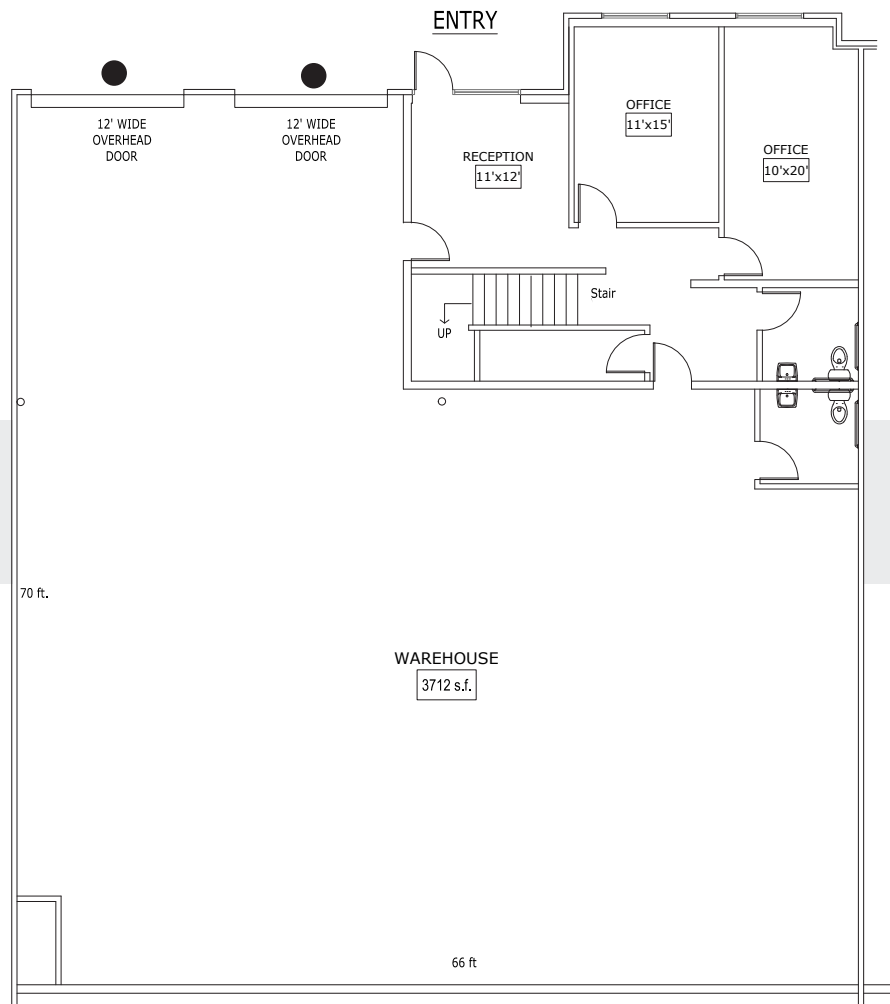 ENTRY
12' WIDE
OVERHEAD
DOOR
12' WIDE
OVERHEAD
DOOR
RECEPTION
11'x12'
OFFICE
11'x15'
OFFICE
10'x20'
Stair
UP
70 ft.
WAREHOUSE
3712 s.f.
66 ft